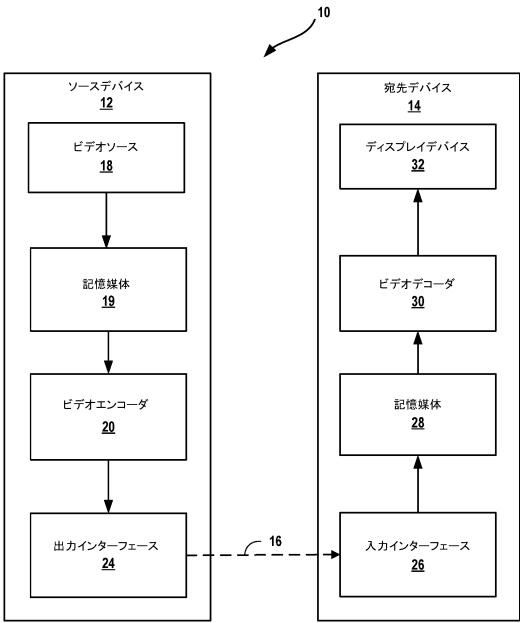 10
ソースデバイス
12
ビデオソース
18
記憶媒体
19
ビデオエンコーダ
20
出力インターフェース
24
16
宛先デバイス
14
ディスプレイデバイス
32
ビデオデコーダ
30
記憶媒体
28
入力インターフェース
26